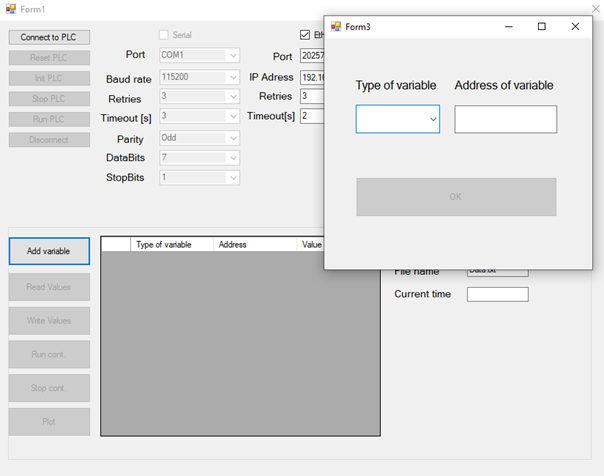 Form1
Connect to PLC
Reset PLC
Init PLC
Stop PLC
Run PLC
Disconnect
Serial
Port COM1
Baud rate 115200
Retries 3
Timeout [s] 3
Parity Odd
DataBits 7
StopBits 1
Port 20257
IP Adress 192.16
Retries 3
Timeout[s] 2
Form3
Type of variable Address of variable
OK
Add variable
Read Values
Write Values
Run cont.
Stop cont.
Plot
Type of variable Address Value
File name Data.txt
Current time